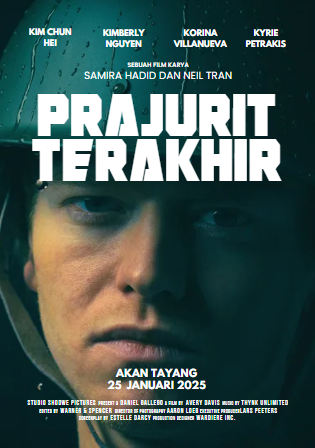 KIM CHUN HEI
KIMBERLY NGUYEN
KORINA VILLANUEVA
KYRIE PETRAKIS
SEBUAH FILM KARYA
SAMIRA HADID DAN NEIL TRAN
PRAJURIT
TERAKHIR
AKAN TAYANG
25 JANUARI 2025
STUDIO SHODWE PICTURES PRESENT A DANIEL GALLEGO A FILM BY AVERY DAVIS MUSIC BY THYNK UNLIMITED
EDITED BY WARNER & SPENCER DIRECTOR OF PHOTOGRAPHY AARON LOEB EXECUTIVE PRODUCER LARS PEETERS
SCREENPLAY BY ESTELLE DARCY PRODUCTION DESIGNER WARDIERE INC.